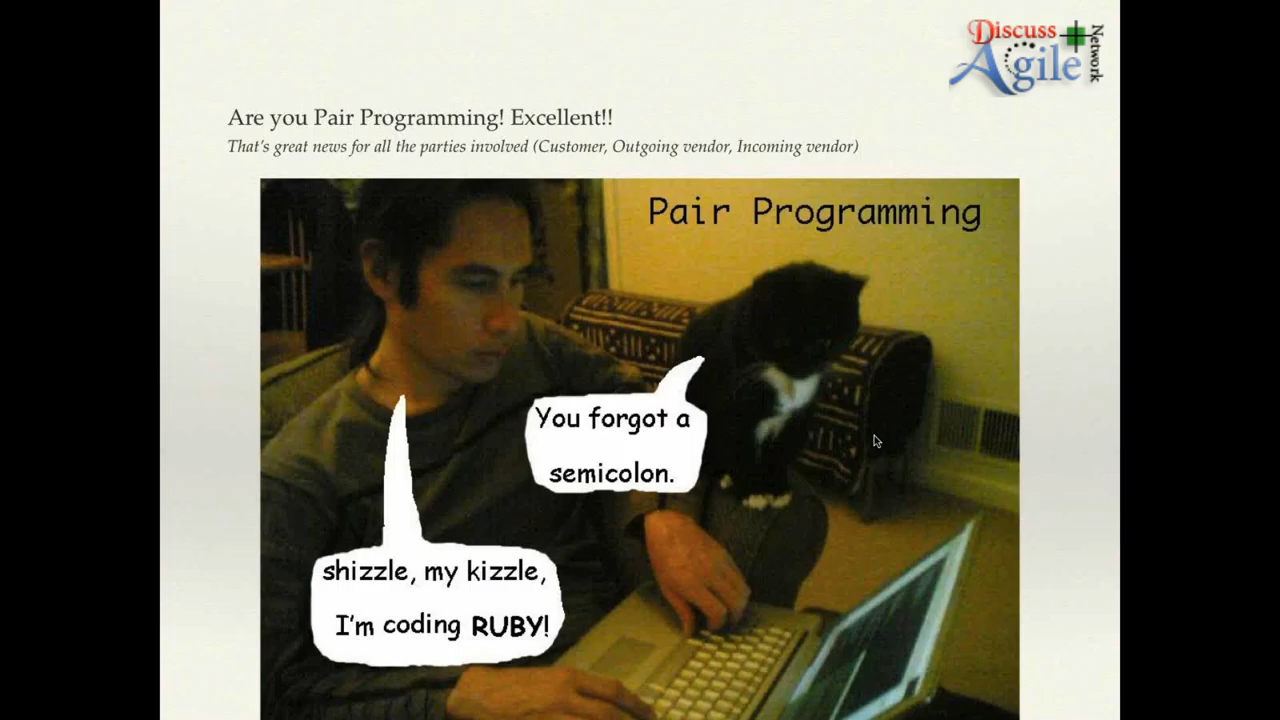 Discuss
Agile
Network
Are you Pair Programming! Excellent!!
That's great news for all the parties involved (Customer, Outgoing vendor, Incoming vendor)
Pair Programming
You forgot a
semicolon.
shizzle, my kizzle,
I'm coding RUBY!